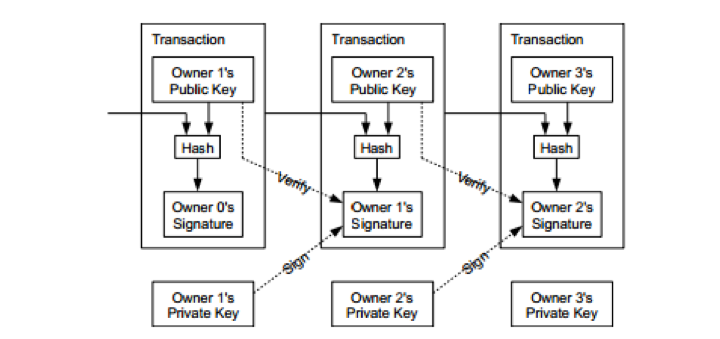 Transaction
Owner 1's
Public Key
Hash
Owner 0's
Signature
Transaction
Owner 2's
Public Key
Hash
Verify
Owner 1's
Signature
Sign
Transaction
Owner 3's
Public Key
Hash
Verify
Owner 2's
Signature
Sign
Owner 1's
Private Key
Owner 2's
Private Key
Owner 3's
Private Key